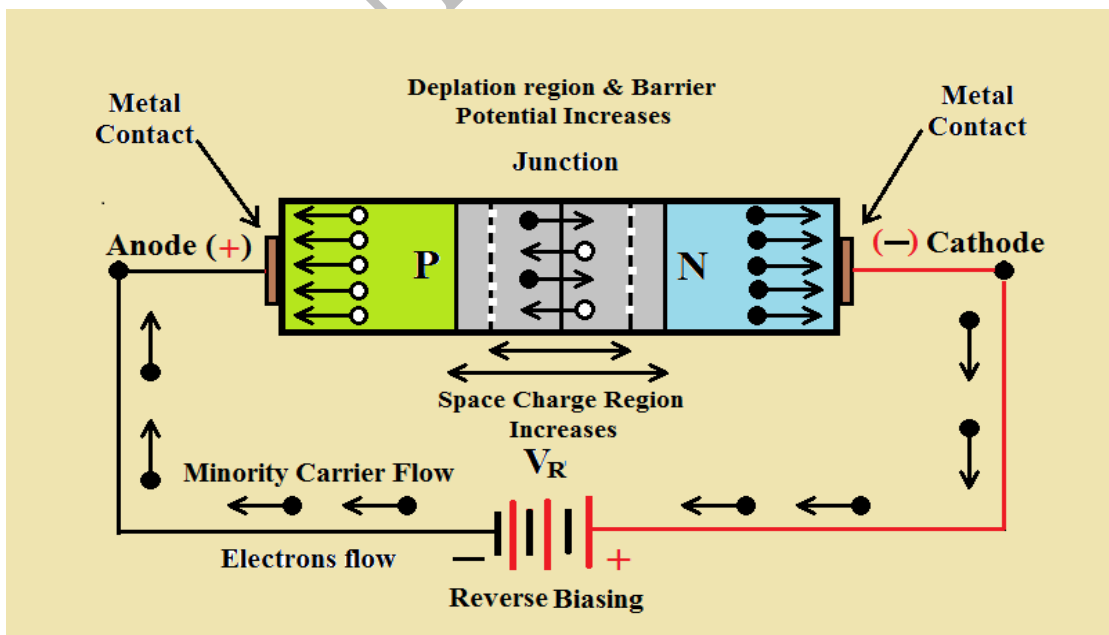 Deplation region & Barrier
Potential Increases
Metal
Contact
Metal
Contact
Junction
Anode (+)
P
N
(−) Cathode
Space Charge Region
Increases
VR
Minority Carrier Flow
Electrons flow
−
+
Reverse Biasing